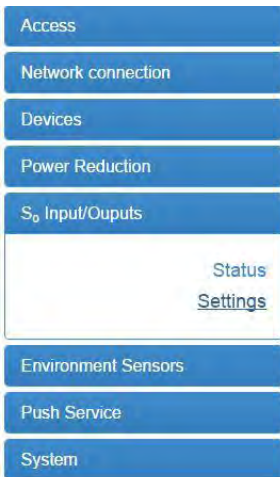 Access
Network connection
Devices
Power Reduction
S₀ Input/Ouputs
Status
Settings
Environment Sensors
Push Service
System